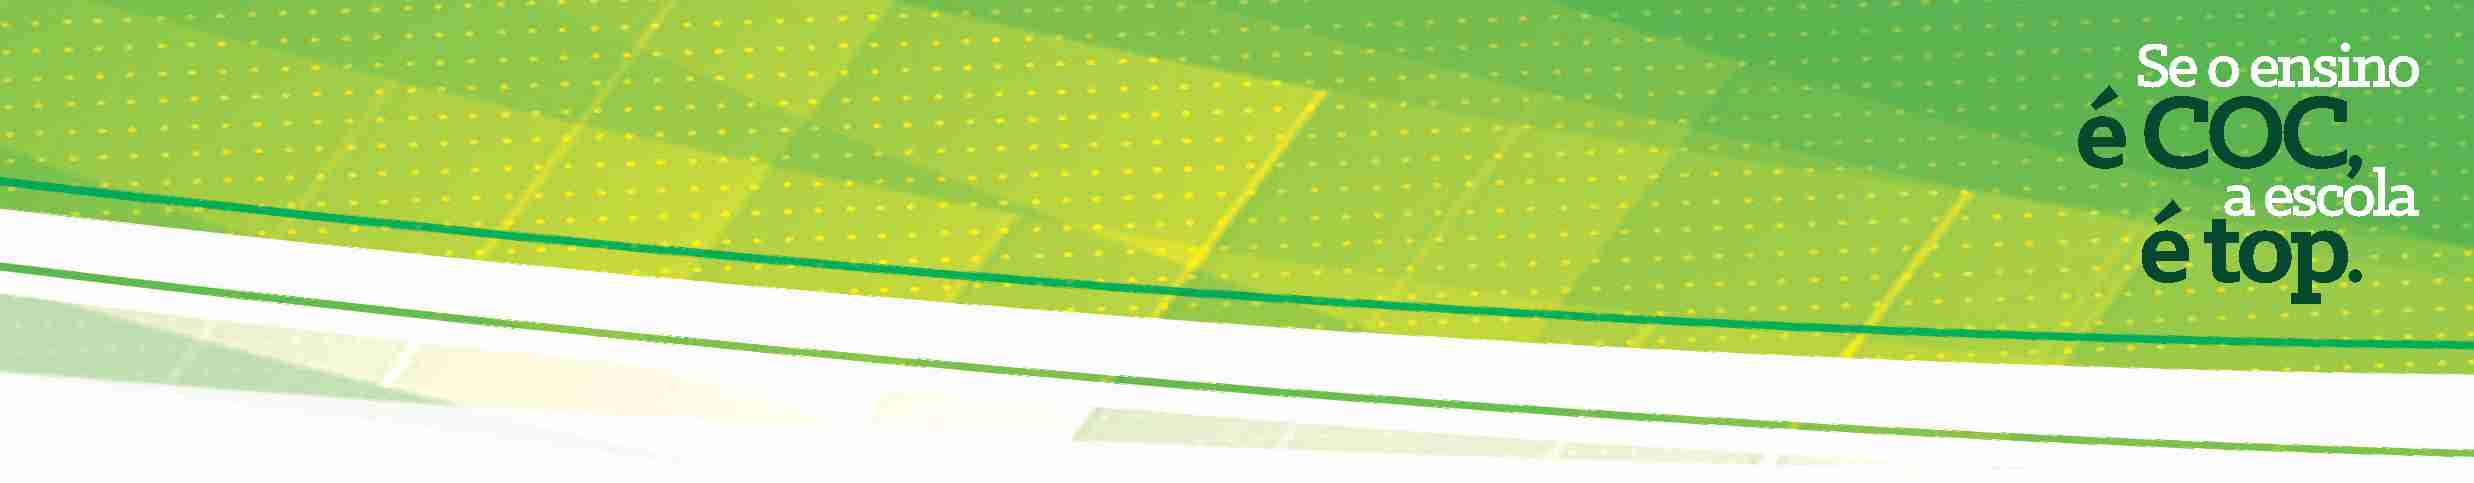 Se o ensino
é COC,
a escola
é top.